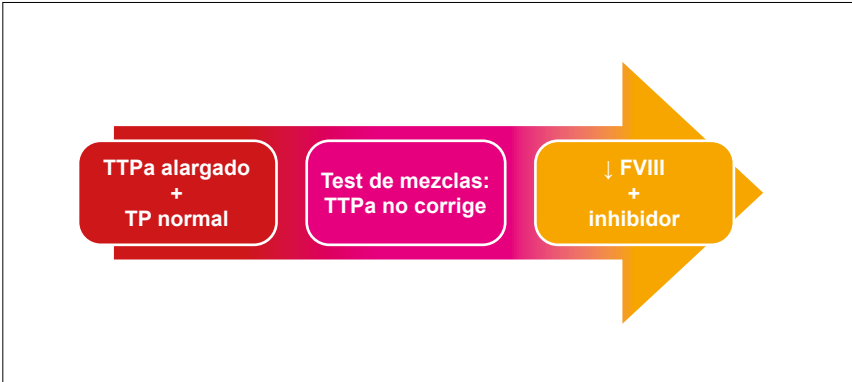 TTPa alargado
+
TP normal
Test de mezclas:
TTPa no corrige
↓ FVIII
+
inhibidor